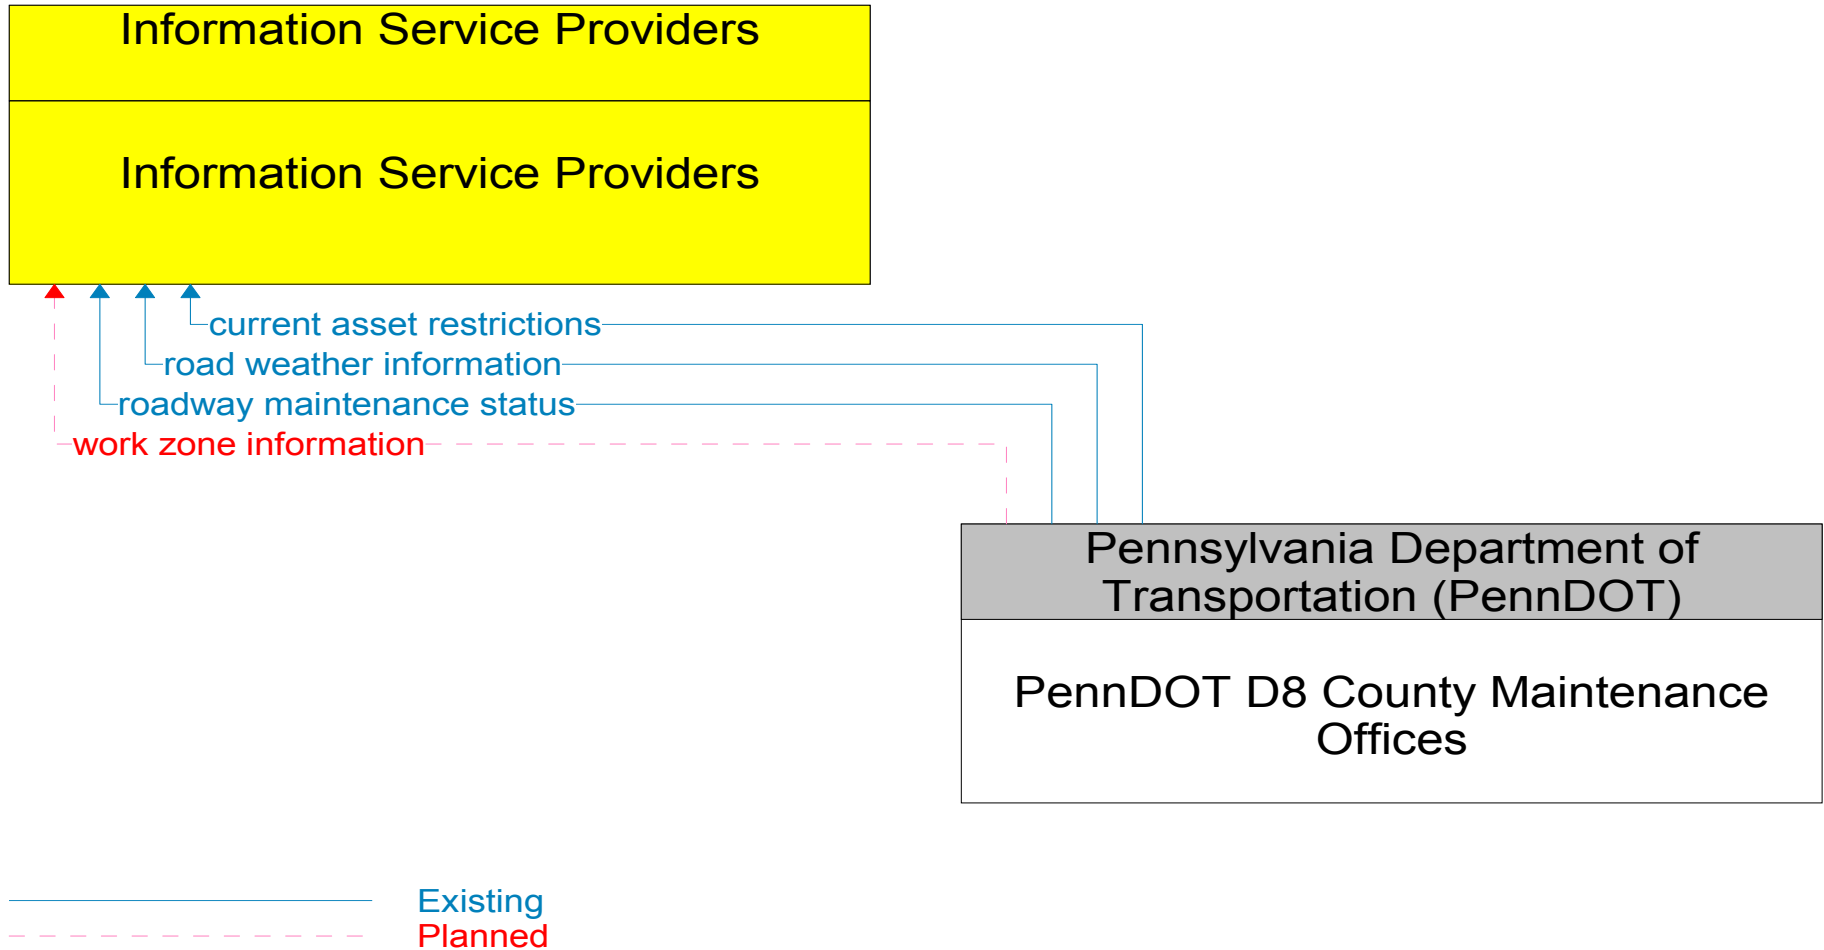 Information Service Providers
Information Service Providers
current asset restrictions
road weather information
roadway maintenance status
work zone information
Pennsylvania Department of
Transportation (PennDOT)
PennDOT D8 County Maintenance
Offices
Existing
Planned